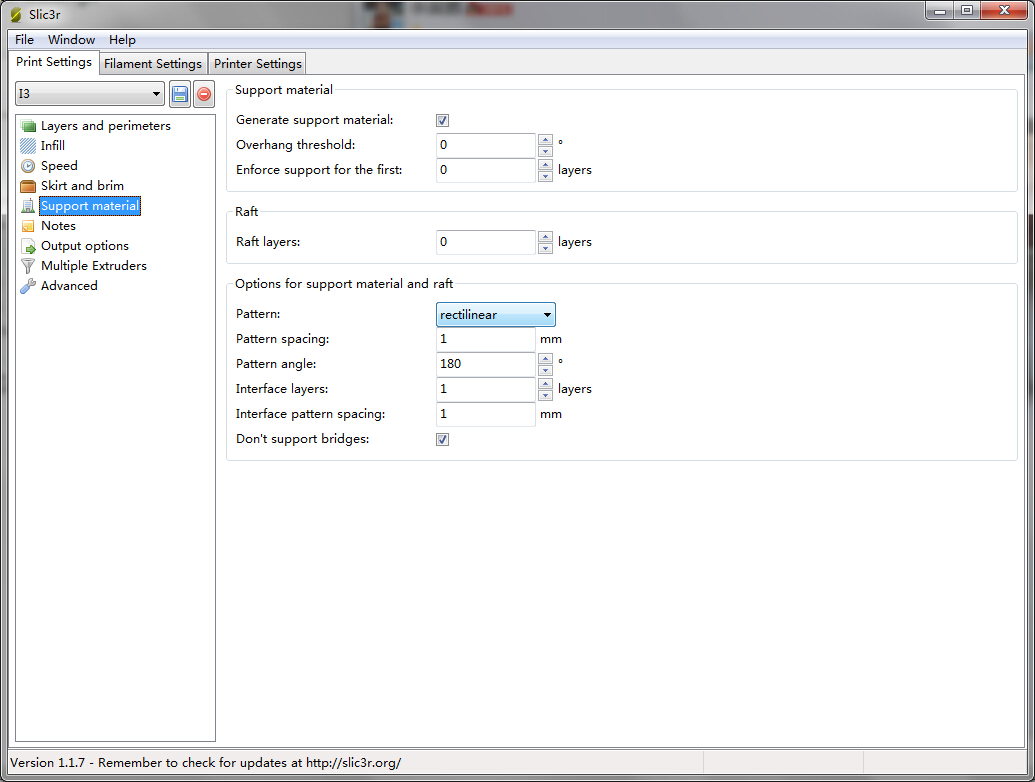 Slic3r
File Window Help
Print Settings Filament Settings Printer Settings
I3
Layers and perimeters
Infill
Speed
Skirt and brim
Support material
Notes
Output options
Multiple Extruders
Advanced
Support material
Generate support material:
Overhang threshold: 0 °
Enforce support for the first: 0 layers
Raft
Raft layers: 0 layers
Options for support material and raft
Pattern: rectilinear
Pattern spacing: 1 mm
Pattern angle: 180 °
Interface layers: 1 layers
Interface pattern spacing: 1 mm
Don't support bridges:
Version 1.1.7 - Remember to check for updates at http://slic3r.org/